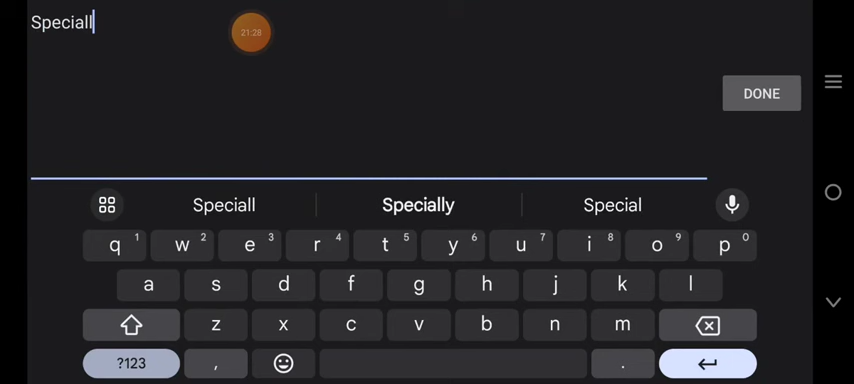 Speciall
21:28
DONE
Speciall Specially Special
q 1 w 2 e 3 r 4 t 5 y 6 u 7 i 8 o 9 p 0
a s d f g h j k l
z x c v b n m
?123 , .